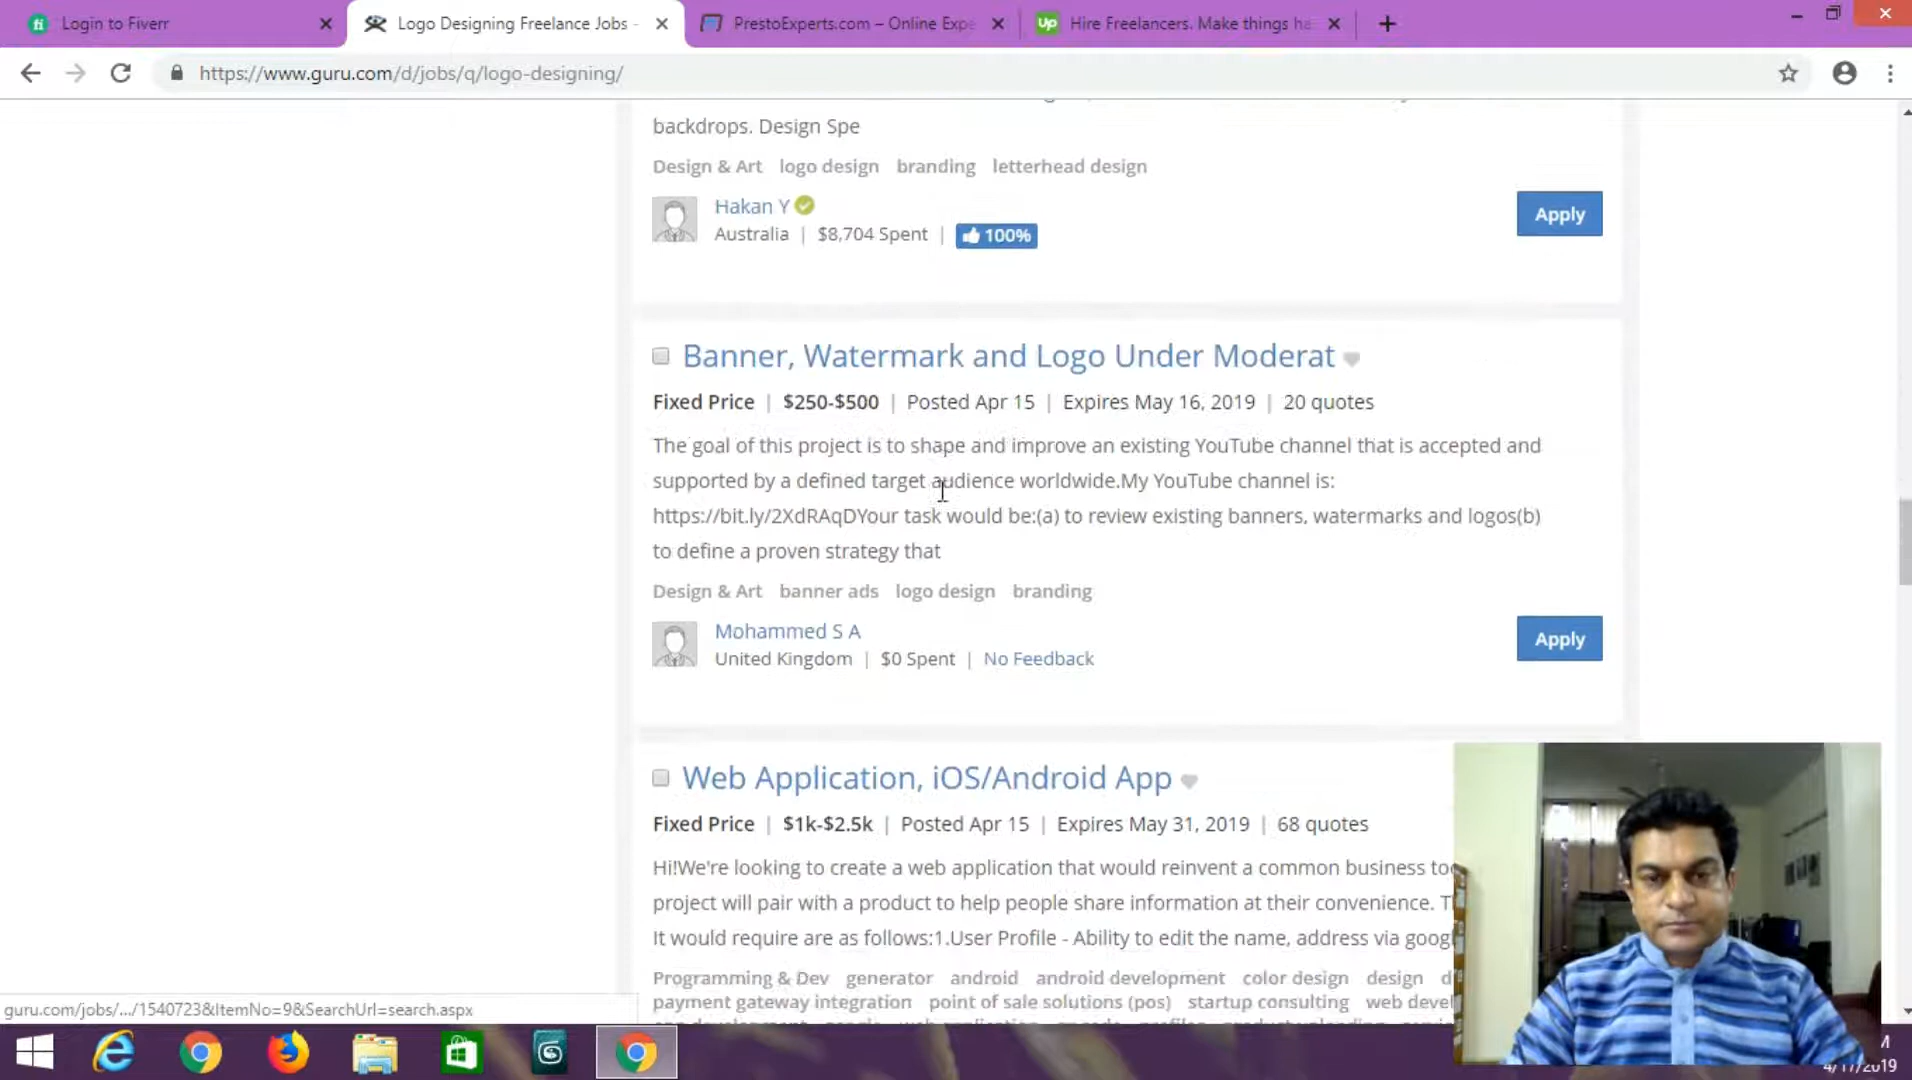 Login to Fiverr
Logo Designing Freelance Jobs -
PrestoExperts.com – Online Expe
Up
Hire Freelancers. Make things ha
https://www.guru.com/d/jobs/q/logo-designing/
backdrops. Design Spe
Design & Art logo design branding letterhead design
Hakan Y
Australia | $8,704 Spent | 100%
Apply
Banner, Watermark and Logo Under Moderat
Fixed Price | $250-$500 | Posted Apr 15 | Expires May 16, 2019 | 20 quotes
The goal of this project is to shape and improve an existing YouTube channel that is accepted and
supported by a defined target audience worldwide.My YouTube channel is:
https://bit.ly/2XdRAqDYour task would be:(a) to review existing banners, watermarks and logos(b)
to define a proven strategy that
Design & Art banner ads logo design branding
Mohammed S A
United Kingdom | $0 Spent | No Feedback
Apply
Web Application, iOS/Android App
Fixed Price | $1k-$2.5k | Posted Apr 15 | Expires May 31, 2019 | 68 quotes
Hi!We're looking to create a web application that would reinvent a common business too
project will pair with a product to help people share information at their convenience. T
It would require are as follows:1.User Profile - Ability to edit the name, address via goog
Programming & Dev generator android android development color design design d
payment gateway integration point of sale solutions (pos) startup consulting web devel
guru.com/jobs/.../1540723&ItemNo=9&SearchUrl=search.aspx
4/17/2019